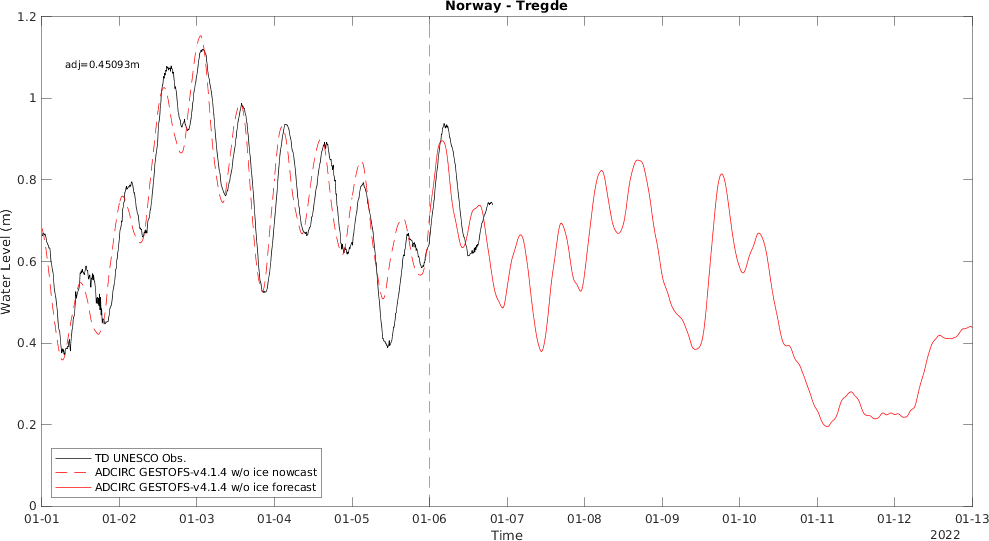 Norway - Tregde
adj=0.45093m
Water Level (m)
1.2
1
0.8
0.6
0.4
0.2
0
TD UNESCO Obs.
ADCIRC GESTOFS-v4.1.4 w/o ice nowcast
ADCIRC GESTOFS-v4.1.4 w/o ice forecast
01-01 01-02 01-03 01-04 01-05 01-06 01-07 01-08 01-09 01-10 01-11 01-12 01-13
Time
2022